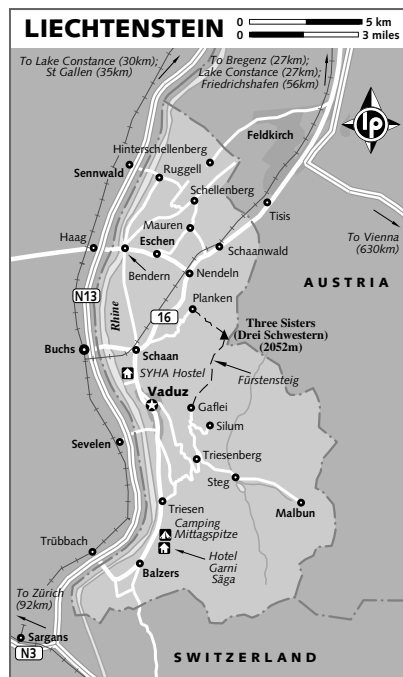 LIECHTENSTEIN
0 5 km
0 3 miles
To Lake Constance (30km);
St Gallen (35km)
To Bregenz (27km);
Lake Constance (27km);
Friedrichshafen (56km)
lp
Feldkirch
Hinterschellenberg
Sennwald
Ruggell
Schellenberg
Tisis
Mauren
Haag
Eschen
Schaanwald
To Vienna
(630km)
Bendern
Nendeln
AUSTRIA
N13
Rhine
Planken
16
Three Sisters
(Drei Schwestern)
(2052m)
Buchs
Schaan
SYHA Hostel
Fürstensteig
Vaduz
Gaflei
Silum
Sevelen
Triesenberg
Steg
Triesen
Malbun
Camping
Mittagspitze
Trübbach
Hotel
Garni
Säga
Balzers
To Zürich
(92km)
Sargans
N3
SWITZERLAND